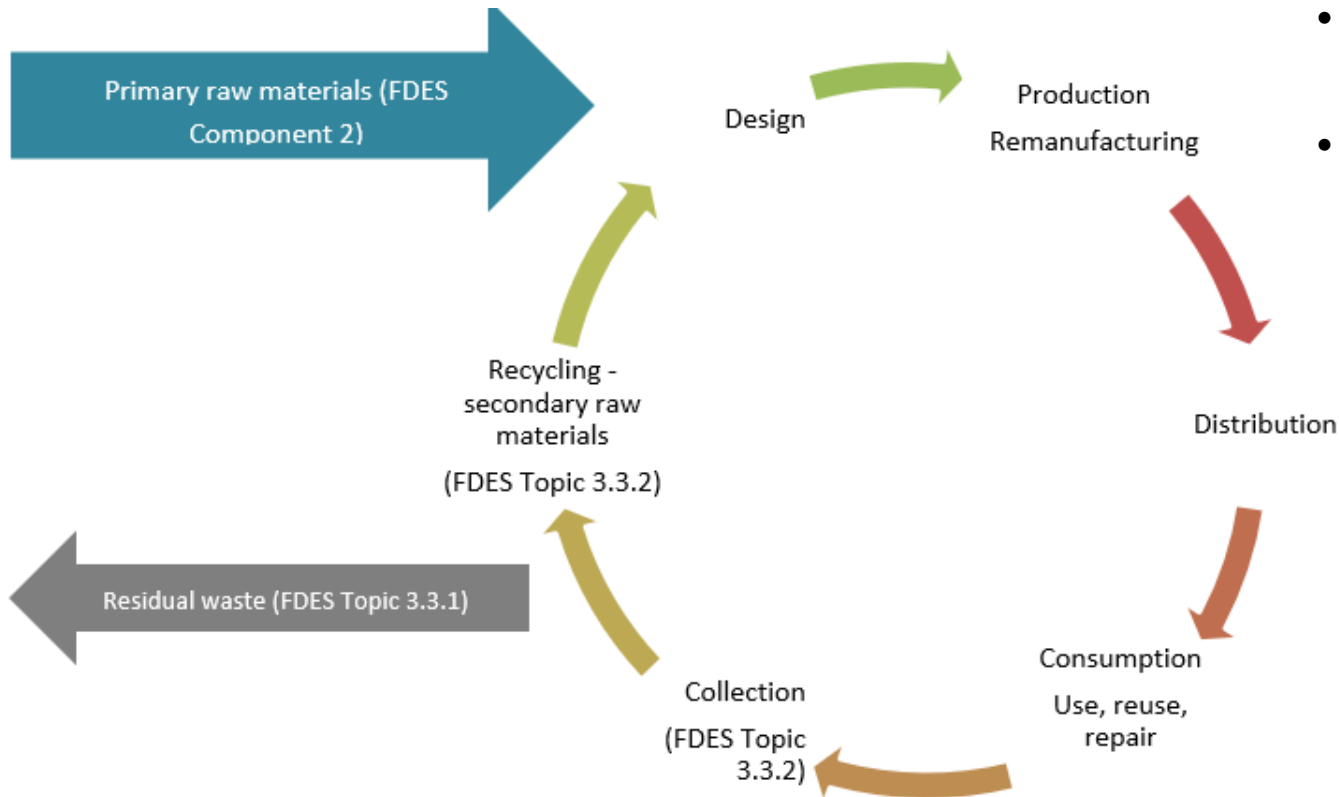 Primary raw materials (FDES
Component 2)
Design
Production
Remanufacturing
Distribution
Consumption
Use, reuse,
repair
Collection
(FDES Topic
3.3.2)
Recycling -
secondary raw
materials
(FDES Topic 3.3.2)
Residual waste (FDES Topic 3.3.1)